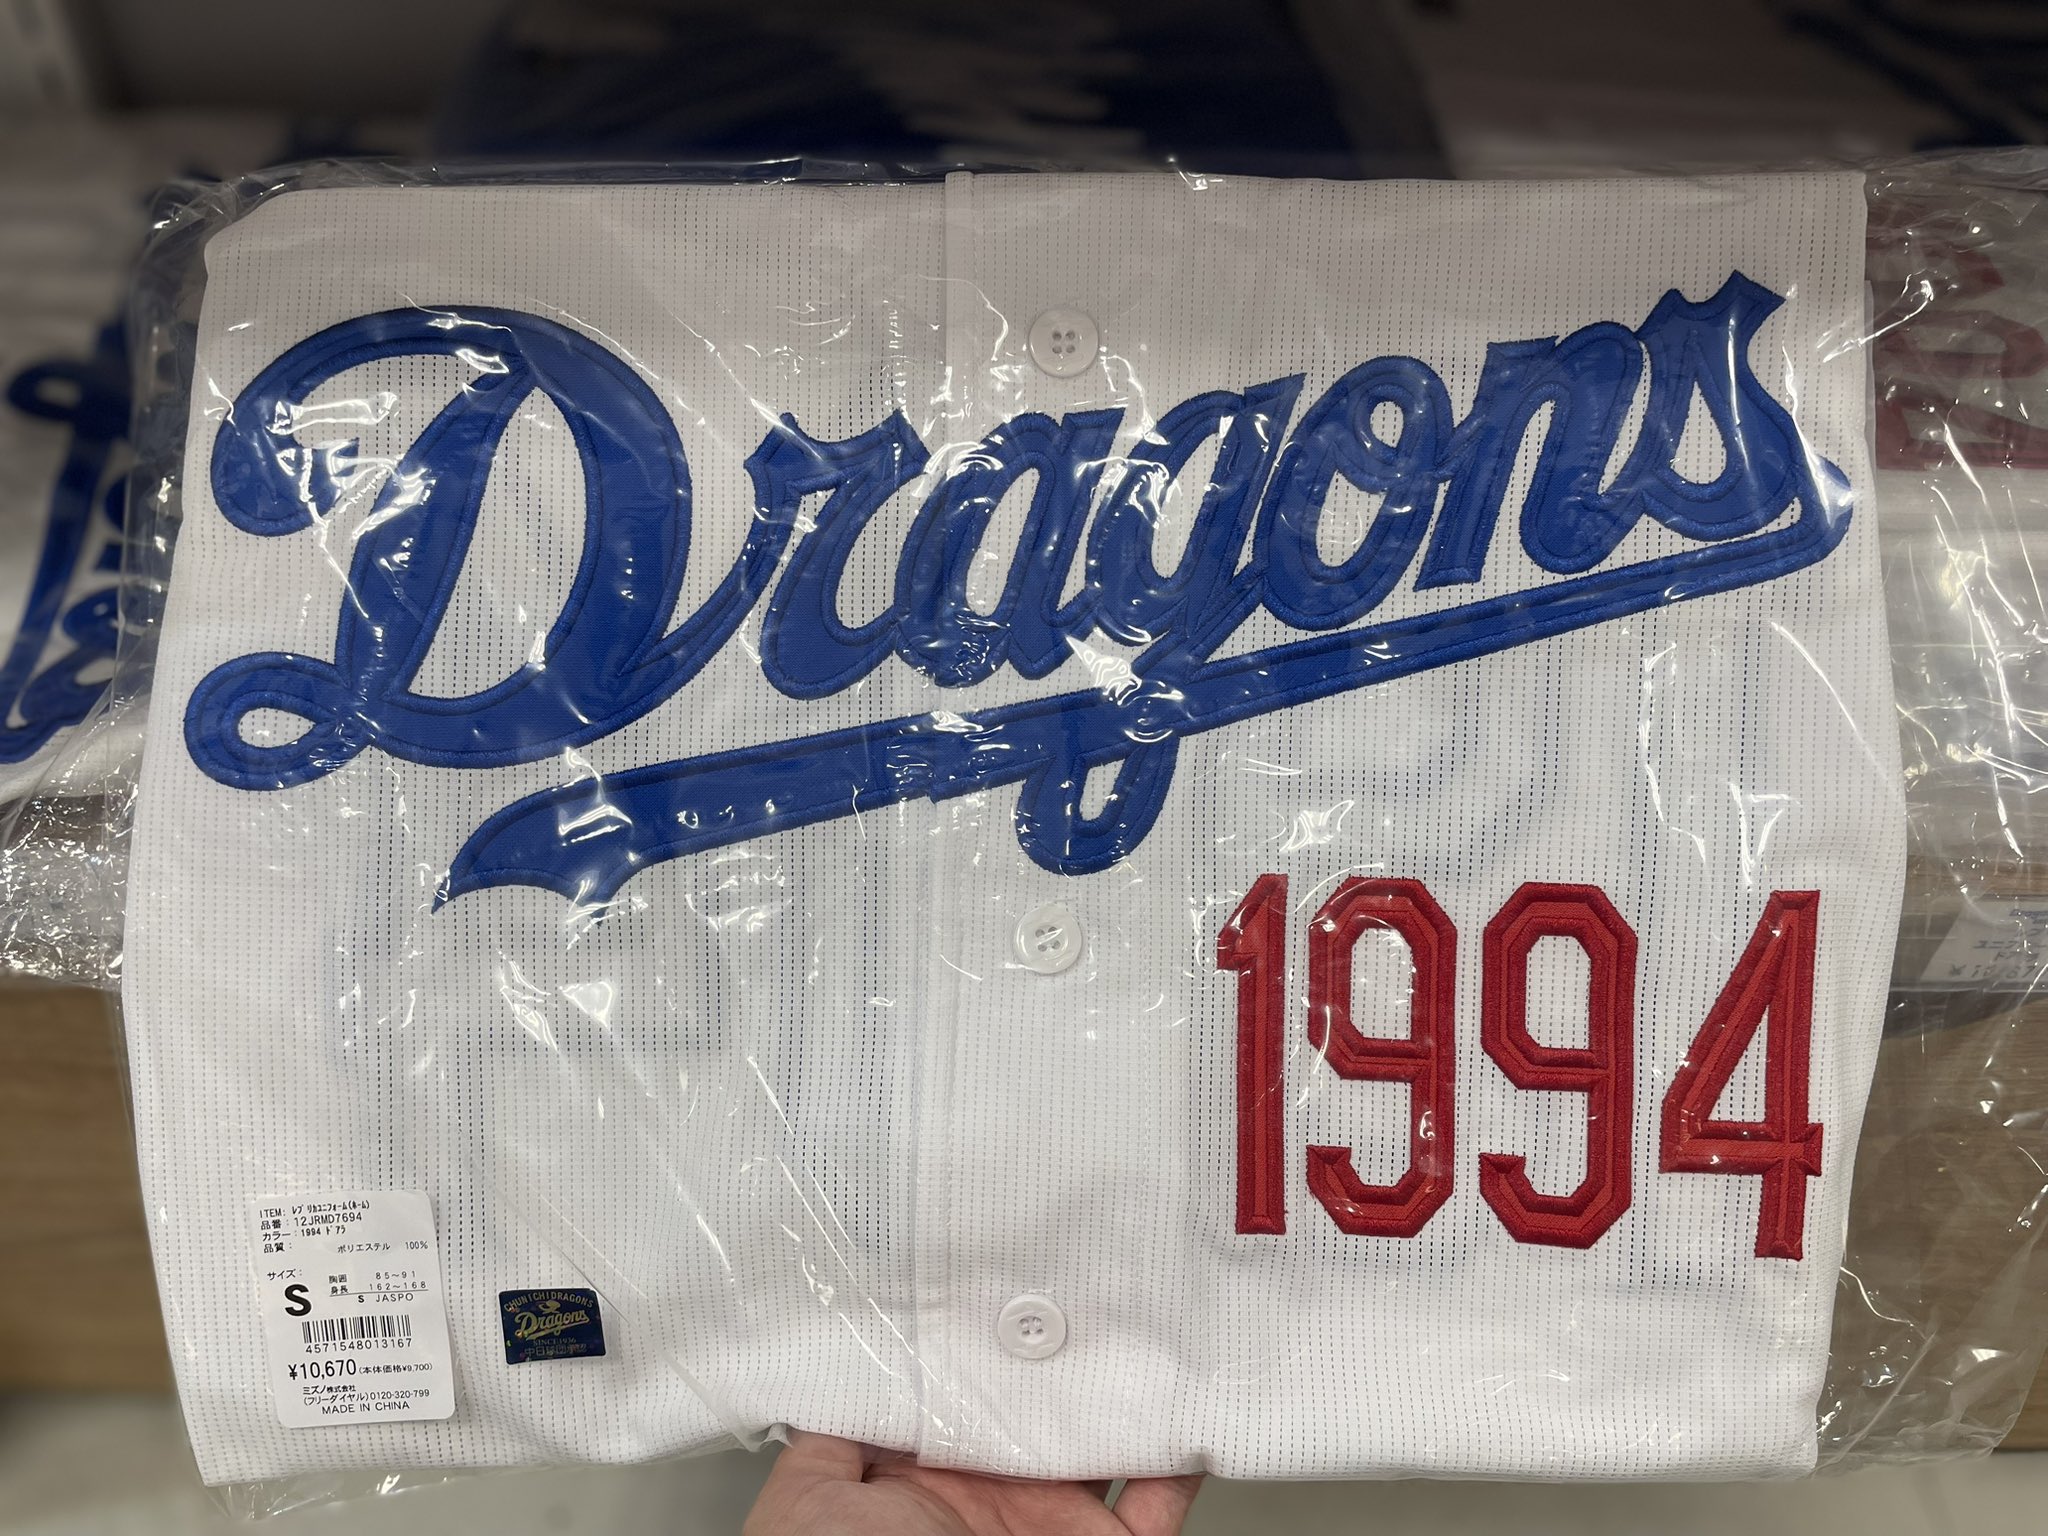 Dragons
1994
ITEM: レプリカユニフォーム(ホーム)
品番：12JRMD7694
カラー：1994 ドアラ
品質： ポリエステル 100%
サイズ：
S
胸囲 85～91
身長 162～168
S JASPO
4571548013167
¥10,670(本体価格¥9,700)
ミズノ株式会社
(フリーダイヤル)0120-320-799
MADE IN CHINA
CHUNICHI DRAGONS
Dragons
SINCE 1936
ユニフォ